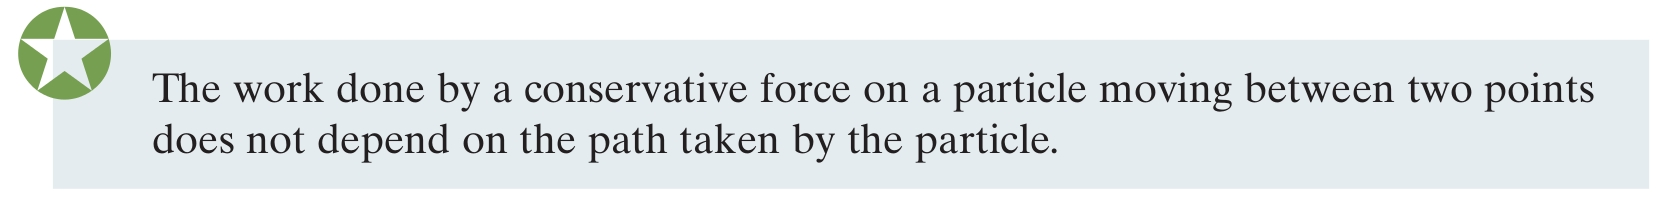 The work done by a conservative force on a particle moving between two points
does not depend on the path taken by the particle.